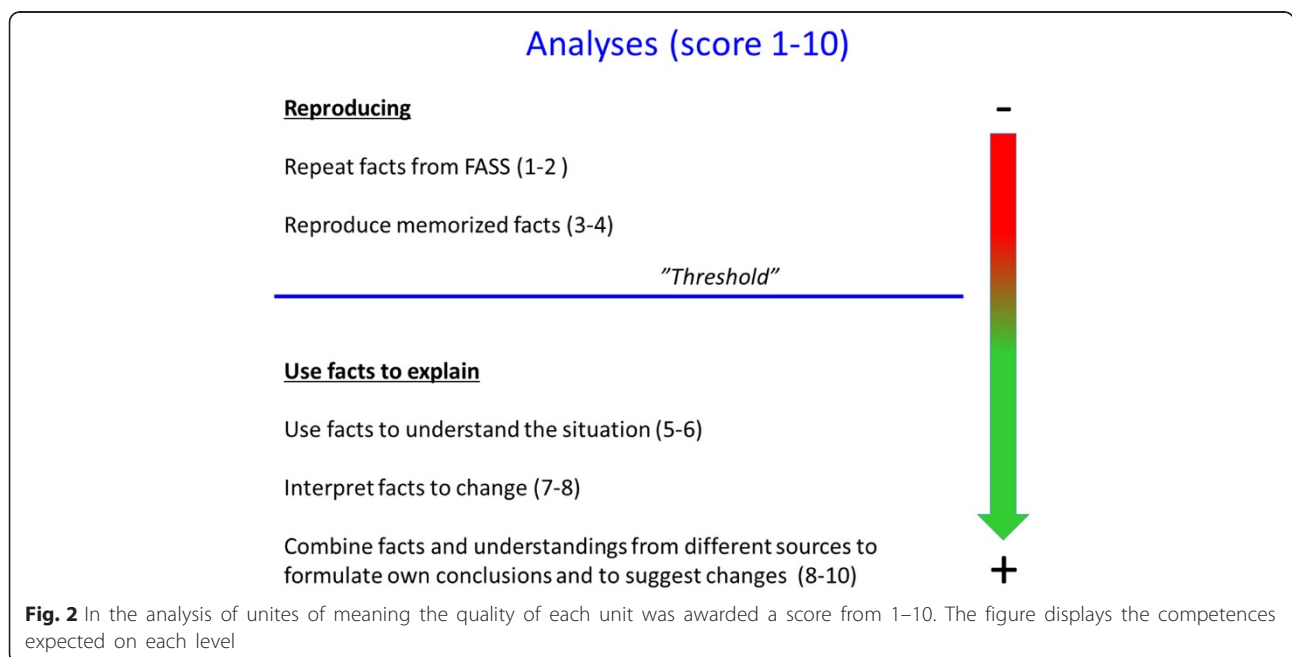 Analyses (score 1-10)
Reproducing
-
Repeat facts from FASS (1-2 )
Reproduce memorized facts (3-4)
”Threshold”
Use facts to explain
Use facts to understand the situation (5-6)
Interpret facts to change (7-8)
Combine facts and understandings from different sources to
formulate own conclusions and to suggest changes (8-10)
+
Fig. 2 In the analysis of unites of meaning the quality of each unit was awarded a score from 1–10. The figure displays the competences
expected on each level